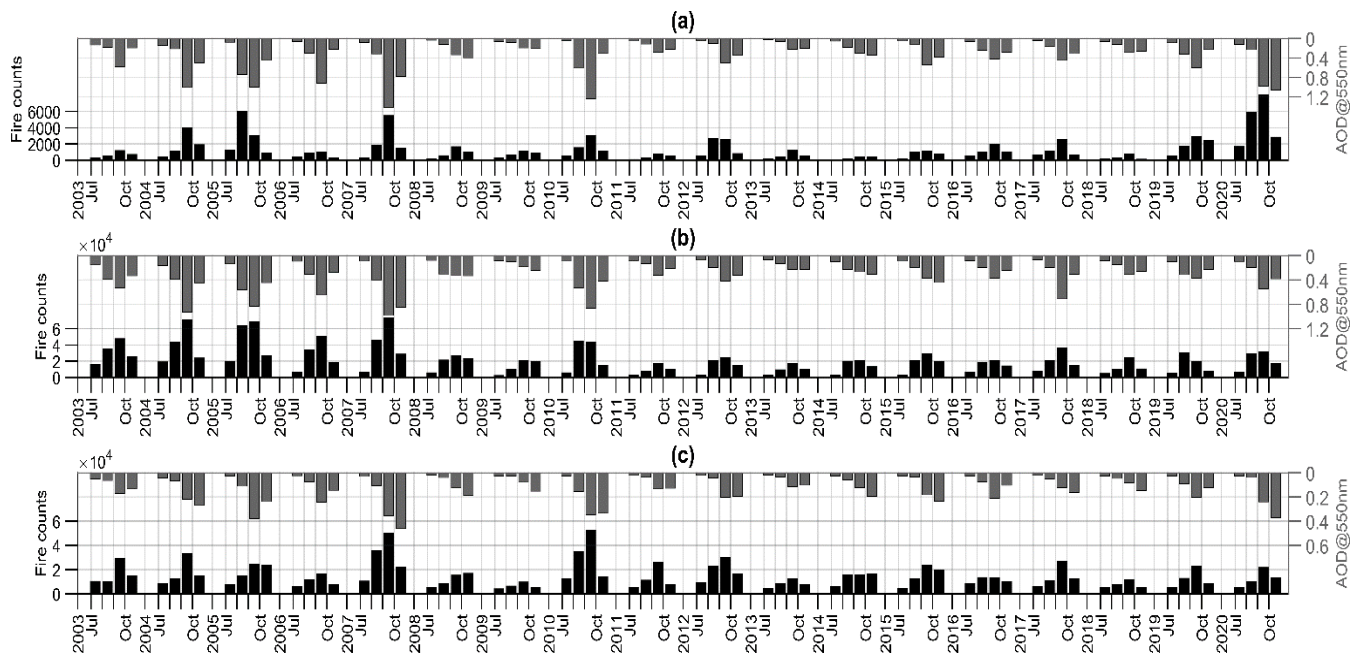 (a)
Fire counts
6000
4000
2000
0
0
0.4
0.8
1.2
AOD@550nm
2003 Jul Oct 2004 Jul Oct 2005 Jul Oct 2006 Jul Oct 2007 Jul Oct 2008 Jul Oct 2009 Jul Oct 2010 Jul Oct 2011 Jul Oct 2012 Jul Oct 2013 Jul Oct 2014 Jul Oct 2015 Jul Oct 2016 Jul Oct 2017 Jul Oct 2018 Jul Oct 2019 Jul Oct 2020 Jul Oct
×10⁴
(b)
Fire counts
6
4
2
0
0
0.4
0.8
1.2
AOD@550nm
2003 Jul Oct 2004 Jul Oct 2005 Jul Oct 2006 Jul Oct 2007 Jul Oct 2008 Jul Oct 2009 Jul Oct 2010 Jul Oct 2011 Jul Oct 2012 Jul Oct 2013 Jul Oct 2014 Jul Oct 2015 Jul Oct 2016 Jul Oct 2017 Jul Oct 2018 Jul Oct 2019 Jul Oct 2020 Jul Oct
×10⁴
(c)
Fire counts
6
4
2
0
0
0.2
0.4
0.6
AOD@550nm
2003 Jul Oct 2004 Jul Oct 2005 Jul Oct 2006 Jul Oct 2007 Jul Oct 2008 Jul Oct 2009 Jul Oct 2010 Jul Oct 2011 Jul Oct 2012 Jul Oct 2013 Jul Oct 2014 Jul Oct 2015 Jul Oct 2016 Jul Oct 2017 Jul Oct 2018 Jul Oct 2019 Jul Oct 2020 Jul Oct